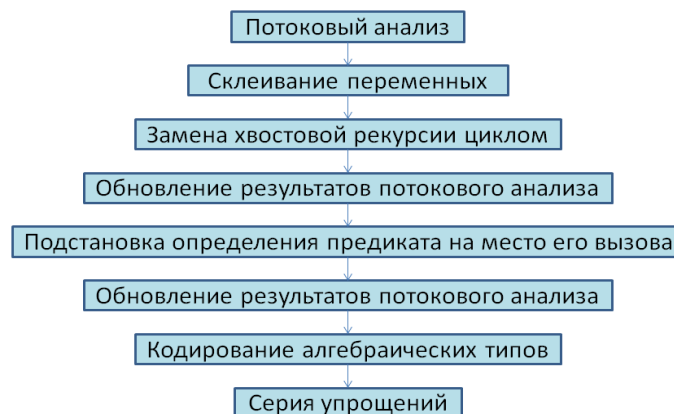 Потоковый анализ
Склеивание переменных
Замена хвостовой рекурсии циклом
Обновление результатов потокового анализа
Подстановка определения предиката на место его вызова
Обновление результатов потокового анализа
Кодирование алгебраических типов
Серия упрощений